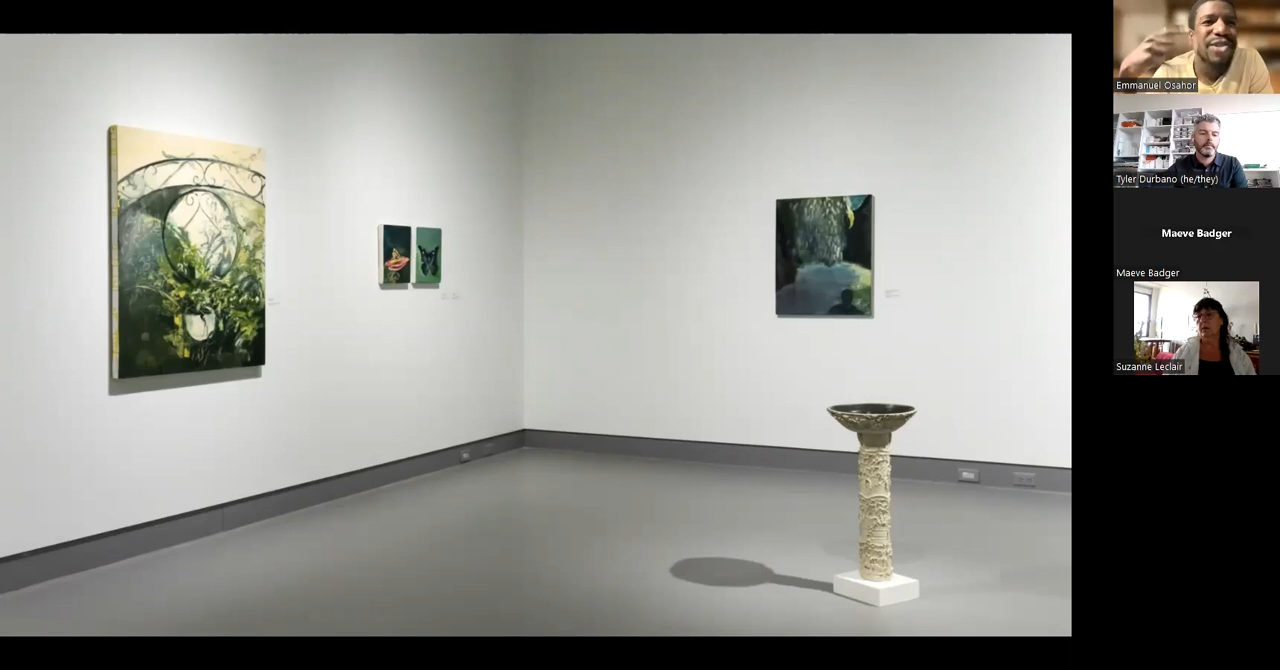 Emmanuel Osahor
Tyler Durbano (he/they)
Maeve Badger
Maeve Badger
Suzanne Leclair